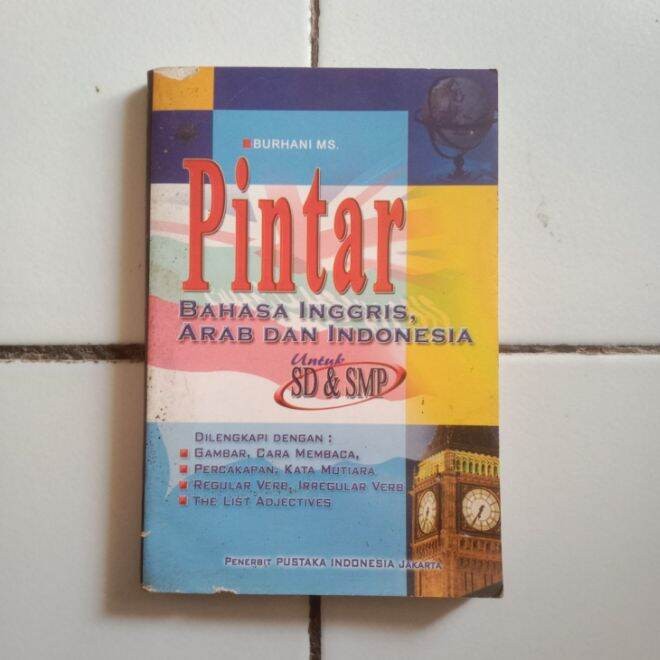 BURHANI MS.
Pintar
BAHASA INGGRIS,
ARAB DAN INDONESIA
Untuk
SD & SMP
DILENGKAPI DENGAN :
GAMBAR, CARA MEMBACA,
PERCAKAPAN, KATA MUTIARA
REGULAR VERB, IRREGULAR VERB
THE LIST ADJECTIVES
PENERBIT PUSTAKA INDONESIA JAKARTA